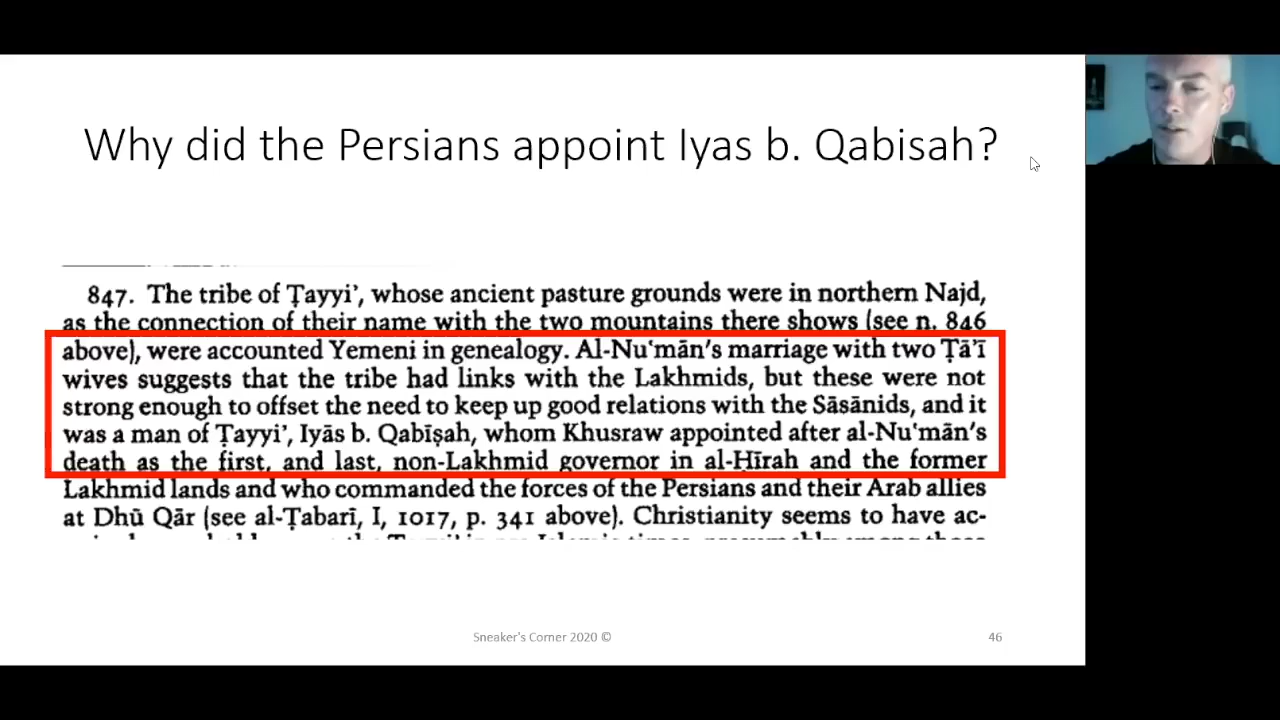 Why did the Persians appoint Iyas b. Qabisah?
847. The tribe of Ṭayyi’, whose ancient pasture grounds were in northern Najd,
as the connection of their name with the two mountains there shows (see n. 846
above), were accounted Yemeni in genealogy. Al-Nu‘mān’s marriage with two Ṭā’ī
wives suggests that the tribe had links with the Lakhmids, but these were not
strong enough to offset the need to keep up good relations with the Sāsānids, and it
was a man of Ṭayyi’, Iyās b. Qabīṣah, whom Khusraw appointed after al-Nu‘mān’s
death as the first, and last, non-Lakhmid governor in al-Ḥīrah and the former
Lakhmid lands and who commanded the forces of the Persians and their Arab allies
at Dhū Qār (see al-Ṭabarī, I, 1017, p. 341 above). Christianity seems to have ac-
Sneaker's Corner 2020 ©
46